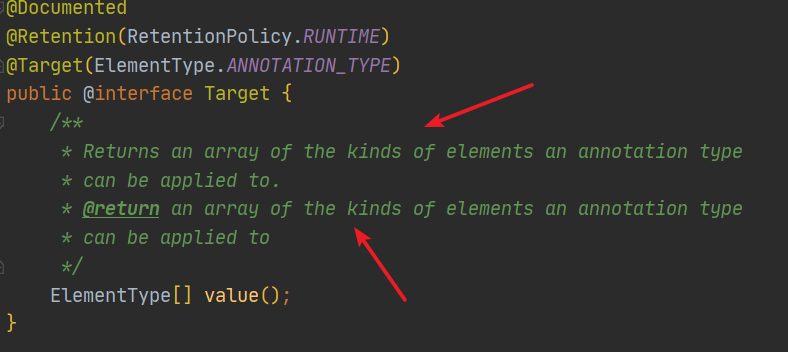 @Documented
@Retention(RetentionPolicy.RUNTIME)
@Target(ElementType.ANNOTATION_TYPE)
public @interface Target {
/**
* Returns an array of the kinds of elements an annotation type
* can be applied to.
* @return an array of the kinds of elements an annotation type
* can be applied to
*/
ElementType[] value();
}